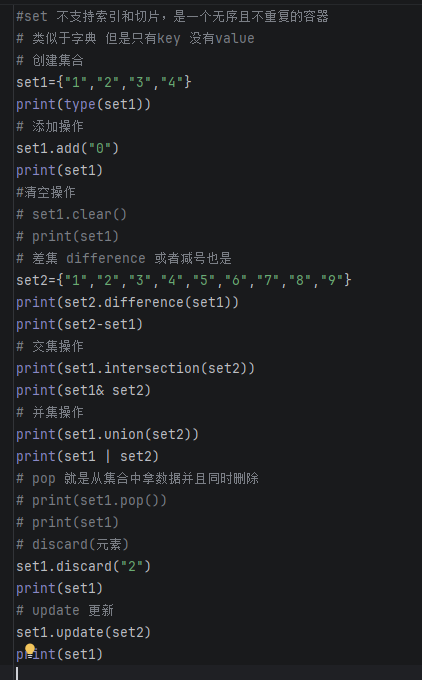 #set 不支持索引和切片，是一个无序且不重复的容器
# 类似于字典 但是只有key 没有value
# 创建集合
set1={"1","2","3","4"}
print(type(set1))
# 添加操作
set1.add("0")
print(set1)
#清空操作
# set1.clear()
# print(set1)
# 差集 difference 或者减号也是
set2={"1","2","3","4","5","6","7","8","9"}
print(set2.difference(set1))
print(set2-set1)
# 交集操作
print(set1.intersection(set2))
print(set1& set2)
# 并集操作
print(set1.union(set2))
print(set1 | set2)
# pop 就是从集合中拿数据并且同时删除
# print(set1.pop())
# print(set1)
# discard(元素)
set1.discard("2")
print(set1)
# update 更新
set1.update(set2)
print(set1)